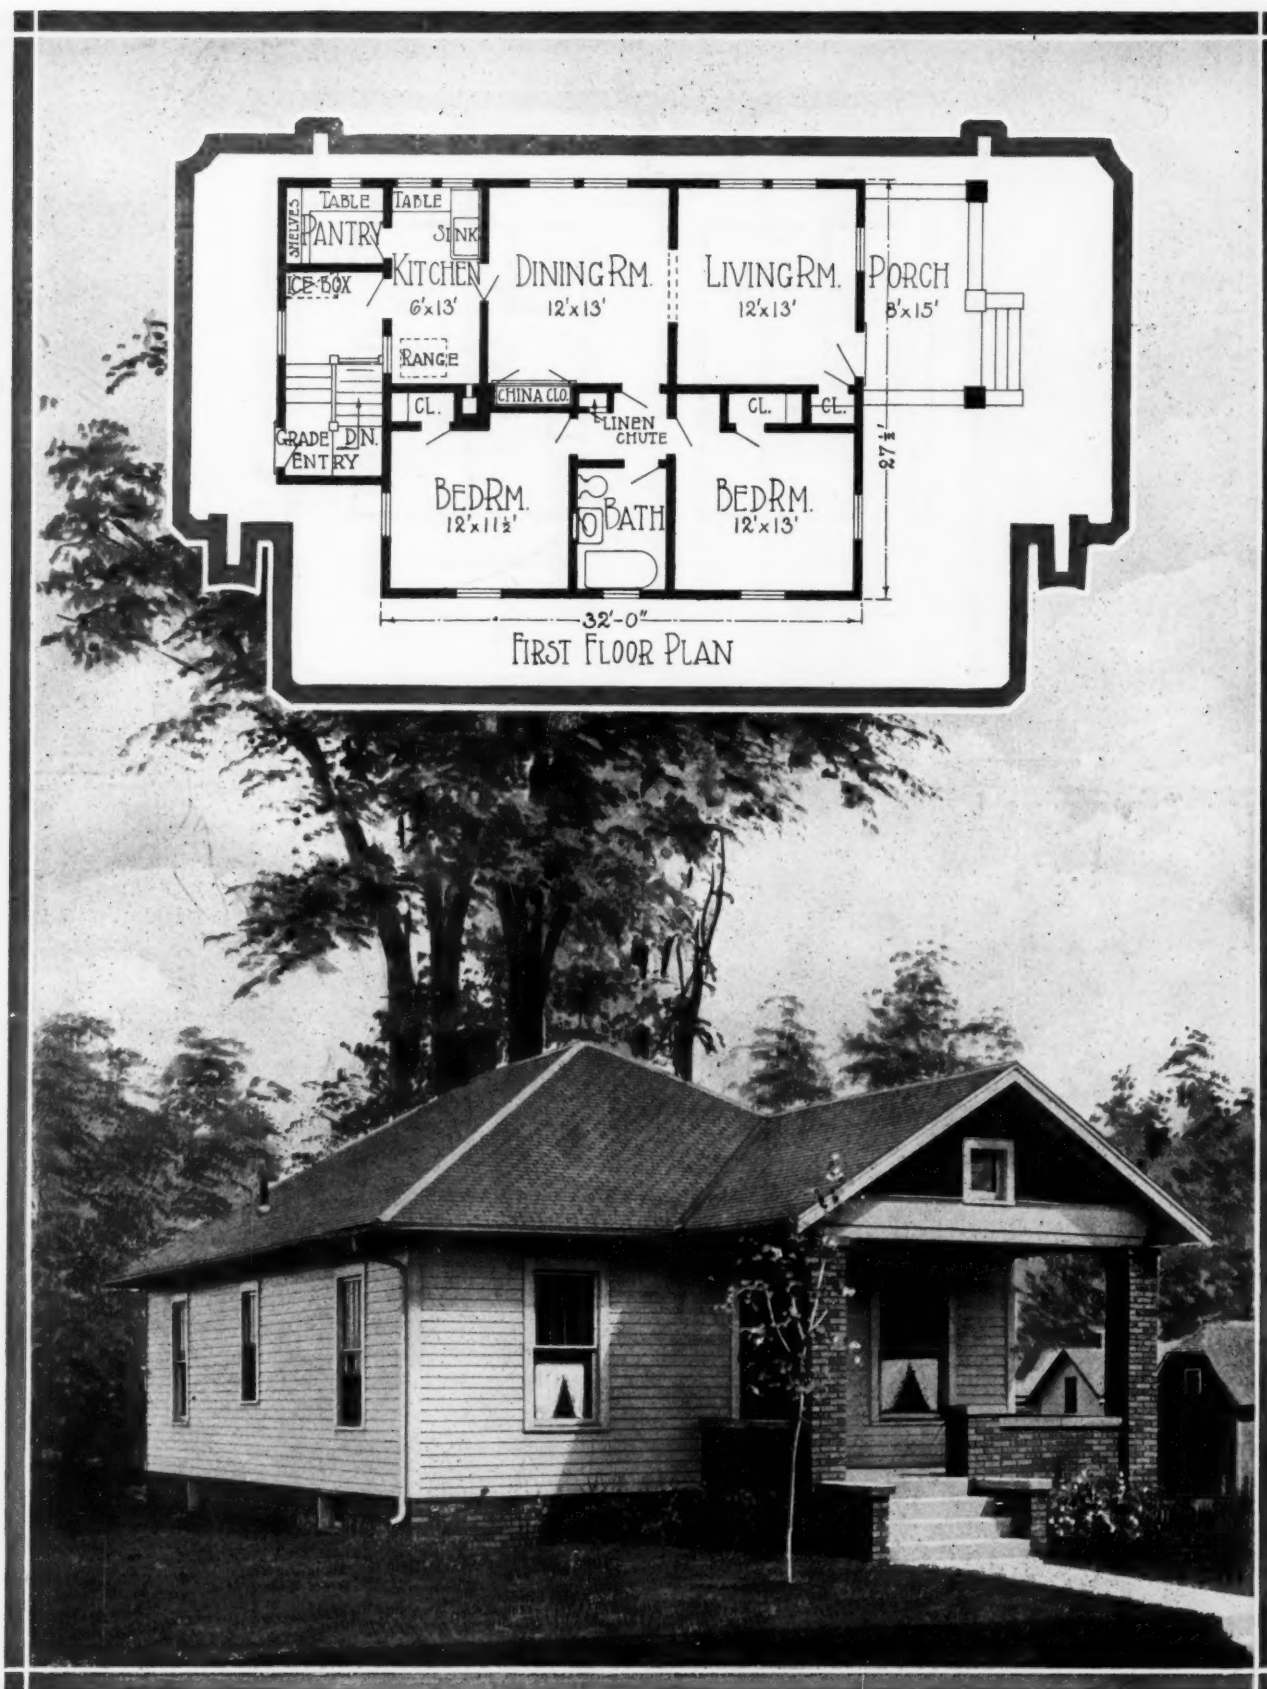 TABLE
TABLE
SHELVES
PANTRY
SINK
ICE-BOX
KITCHEN
6'x13'
DINING RM.
12'x13'
LIVING RM.
12'x13'
PORCH
8'x15'
RANGE
CHINA CLO.
CL.
LINEN
CHUTE
CL.
CL.
GRADE
ENTRY
DN.
27½'
BED RM.
12'x11½'
BATH
BED RM.
12'x13'
32'-0"
FIRST FLOOR PLAN